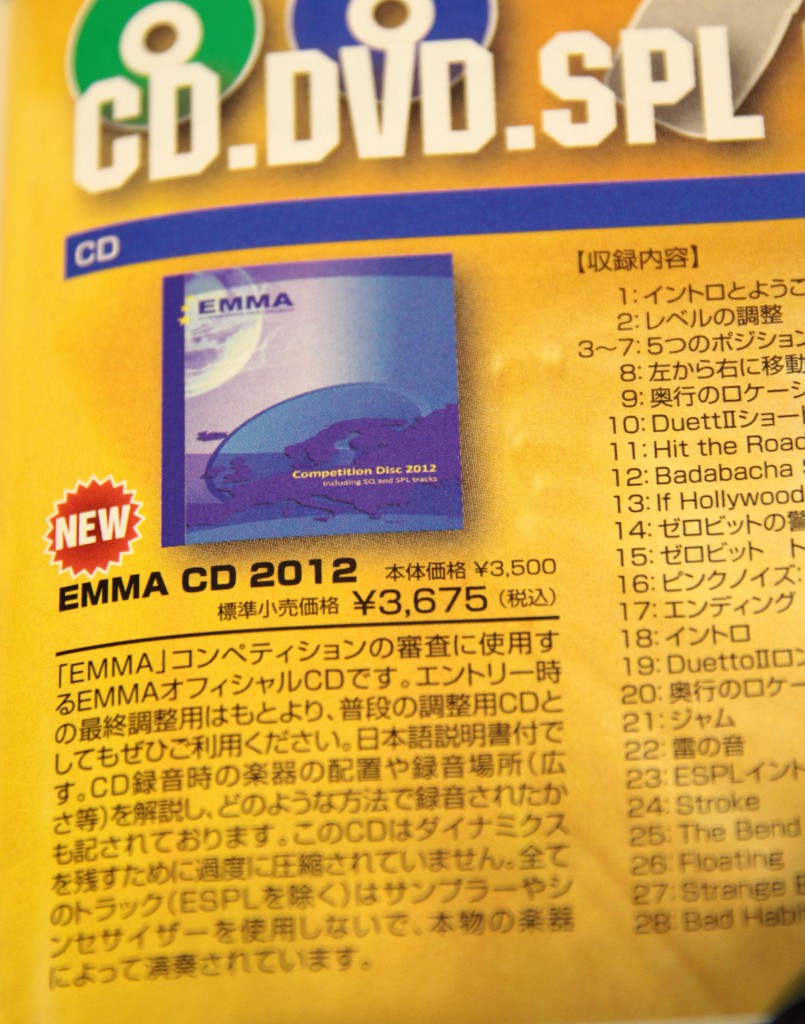 CD.DVD.SPL
CD
EMMA
Competition Disc 2012
including SQ and SPL tracks
NEW
EMMA CD 2012 本体価格 ¥3,500
標準小売価格 ¥3,675(税込)
「EMMA」コンペティションの審査に使用す
るEMMAオフィシャルCDです。エントリー時
の最終調整用はもとより、普段の調整用CDと
してもぜひご利用ください。日本語説明書付で
す。CD録音時の楽器の配置や録音場所(広
さ等)を解説し、どのような方法で録音されたか
も記されております。このCDはダイナミクス
を残すために過度に圧縮されていません。全て
のトラック(ESPLを除く)はサンプラーやシ
ンセサイザーを使用しないで、本物の楽器
によって演奏されています。
【収録内容】
1:イントロとようこ
2:レベルの調整
3〜7:5つのポジション
8:左から右に移動
9:奥行のロケーシ
10:DuettⅡショート
11:Hit the Road
12:Badabacha
13:If Hollywood
14:ゼロビットの警
15:ゼロビット ト
16:ピンクノイズ:
17:エンディング
18:イントロ
19:DuettoⅡロン
20:奥行のロケー
21:ジャム
22:雷の音
23:ESPLイント
24:Stroke
25:The Bend
26:Floating
27:Strange
28:Bad Habi